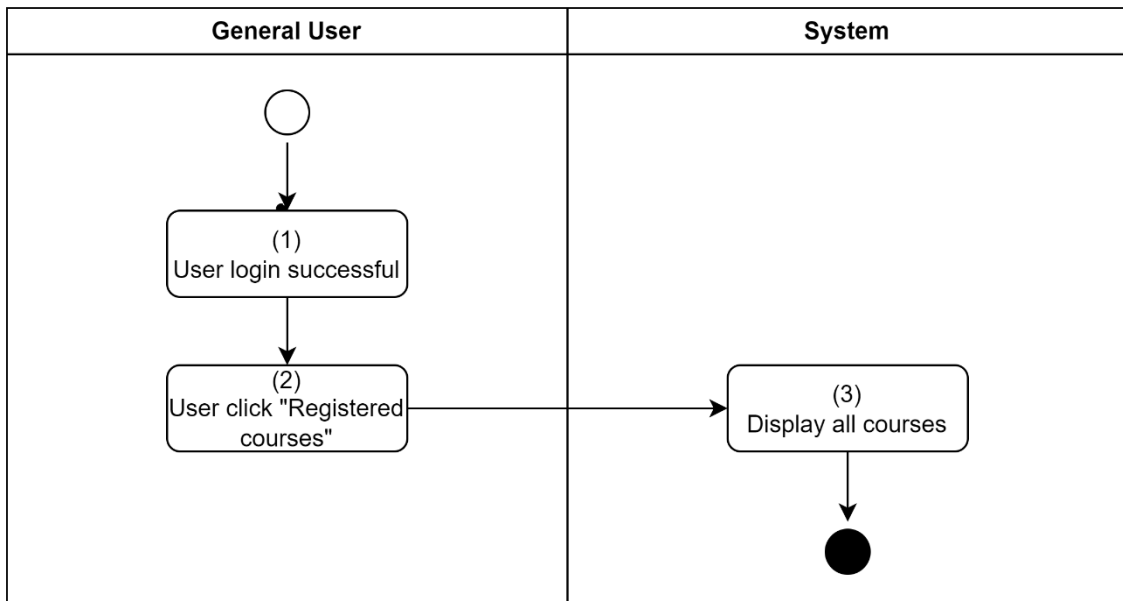 General User
System
(1)
User login successful
(2)
User click "Registered
courses"
(3)
Display all courses